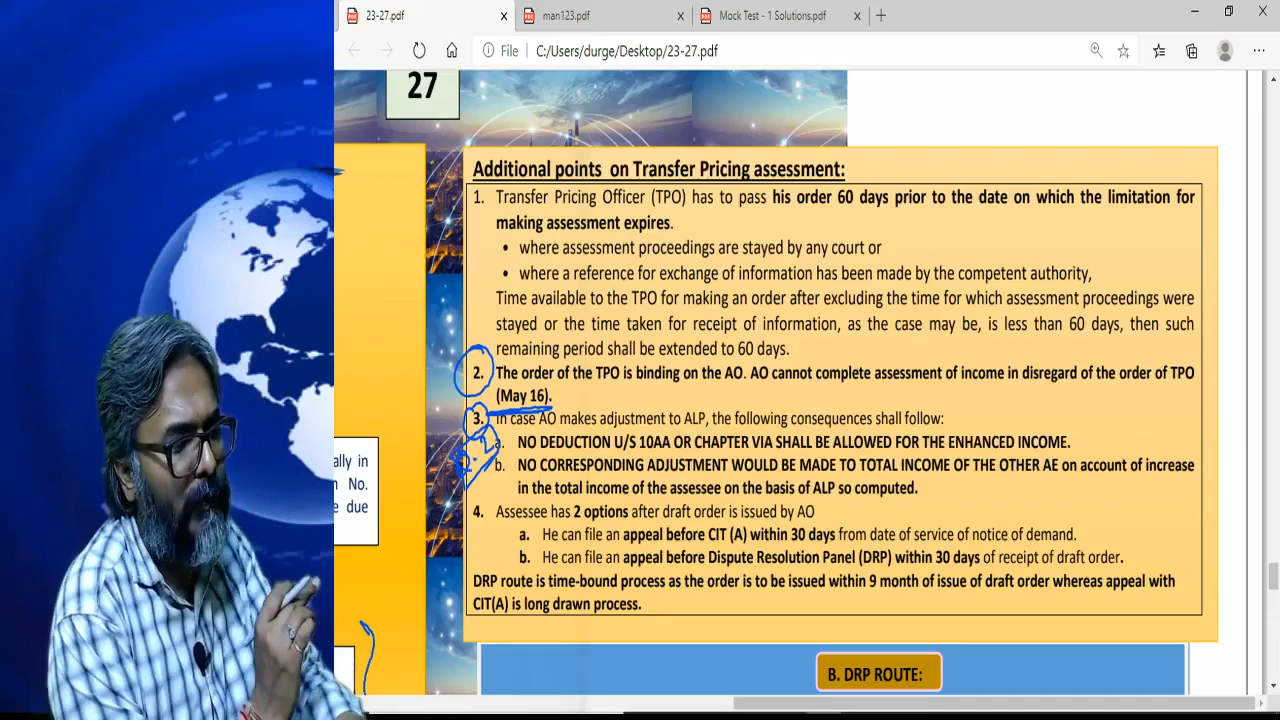 23-27.pdf
man123.pdf
Mock Test - 1 Solutions.pdf
File C:/Users/durge/Desktop/23-27.pdf
27
Additional points on Transfer Pricing assessment:
1. Transfer Pricing Officer (TPO) has to pass his order 60 days prior to the date on which the limitation for
making assessment expires.
• where assessment proceedings are stayed by any court or
• where a reference for exchange of information has been made by the competent authority,
Time available to the TPO for making an order after excluding the time for which assessment proceedings were
stayed or the time taken for receipt of information, as the case may be, is less than 60 days, then such
remaining period shall be extended to 60 days.
2. The order of the TPO is binding on the AO. AO cannot complete assessment of income in disregard of the order of TPO
(May 16).
3. In case AO makes adjustment to ALP, the following consequences shall follow:
a. NO DEDUCTION U/S 10AA OR CHAPTER VIA SHALL BE ALLOWED FOR THE ENHANCED INCOME.
b. NO CORRESPONDING ADJUSTMENT WOULD BE MADE TO TOTAL INCOME OF THE OTHER AE on account of increase
in the total income of the assessee on the basis of ALP so computed.
4. Assessee has 2 options after draft order is issued by AO
a. He can file an appeal before CIT (A) within 30 days from date of service of notice of demand.
b. He can file an appeal before Dispute Resolution Panel (DRP) within 30 days of receipt of draft order.
DRP route is time-bound process as the order is to be issued within 9 month of issue of draft order whereas appeal with
CIT(A) is long drawn process.
ally in
No.
due
B. DRP ROUTE: